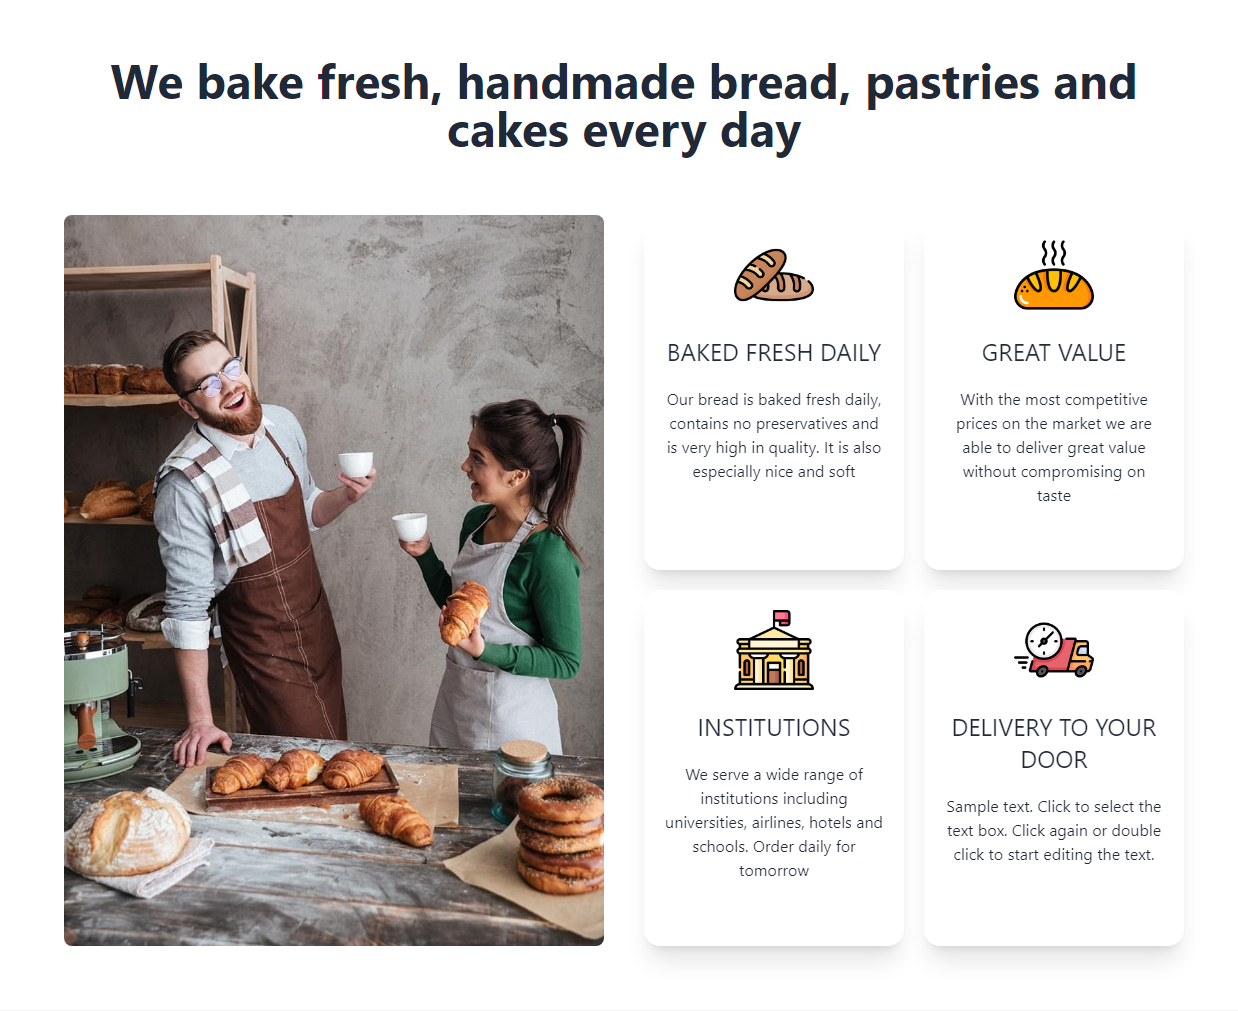 We bake fresh, handmade bread, pastries and
cakes every day
BAKED FRESH DAILY
Our bread is baked fresh daily,
contains no preservatives and
is very high in quality. It is also
especially nice and soft
GREAT VALUE
With the most competitive
prices on the market we are
able to deliver great value
without compromising on
taste
INSTITUTIONS
We serve a wide range of
institutions including
universities, airlines, hotels and
schools. Order daily for
tomorrow
DELIVERY TO YOUR
DOOR
Sample text. Click to select the
text box. Click again or double
click to start editing the text.